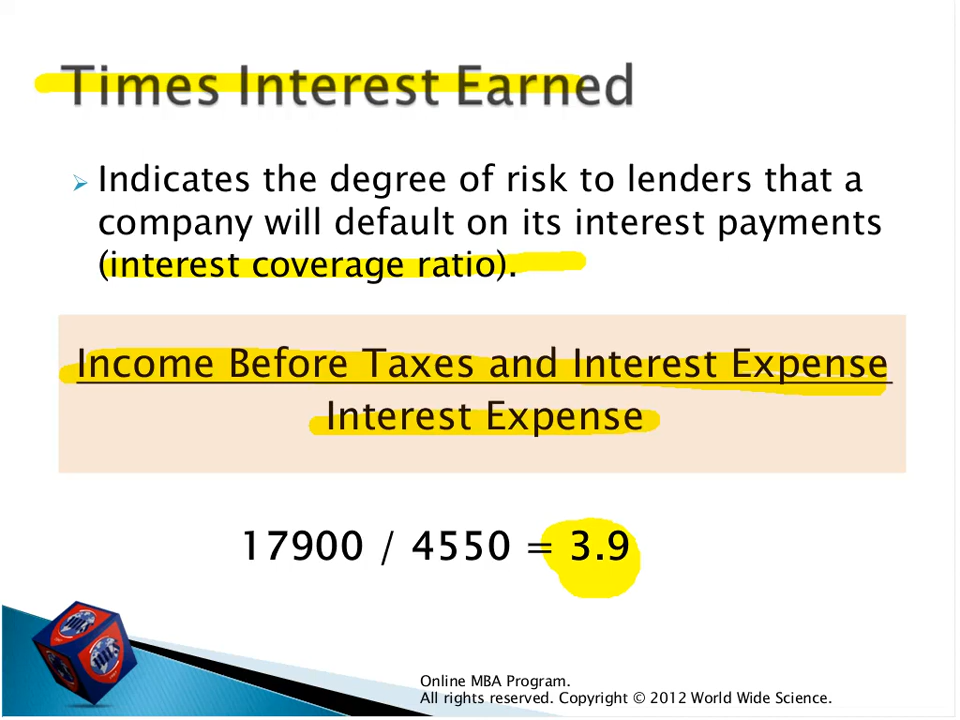 Times Interest Earned
Indicates the degree of risk to lenders that a
company will default on its interest payments
(interest coverage ratio).
Income Before Taxes and Interest Expense
Interest Expense
17900 / 4550 = 3.9
Online MBA Program.
All rights reserved. Copyright © 2012 World Wide Science.